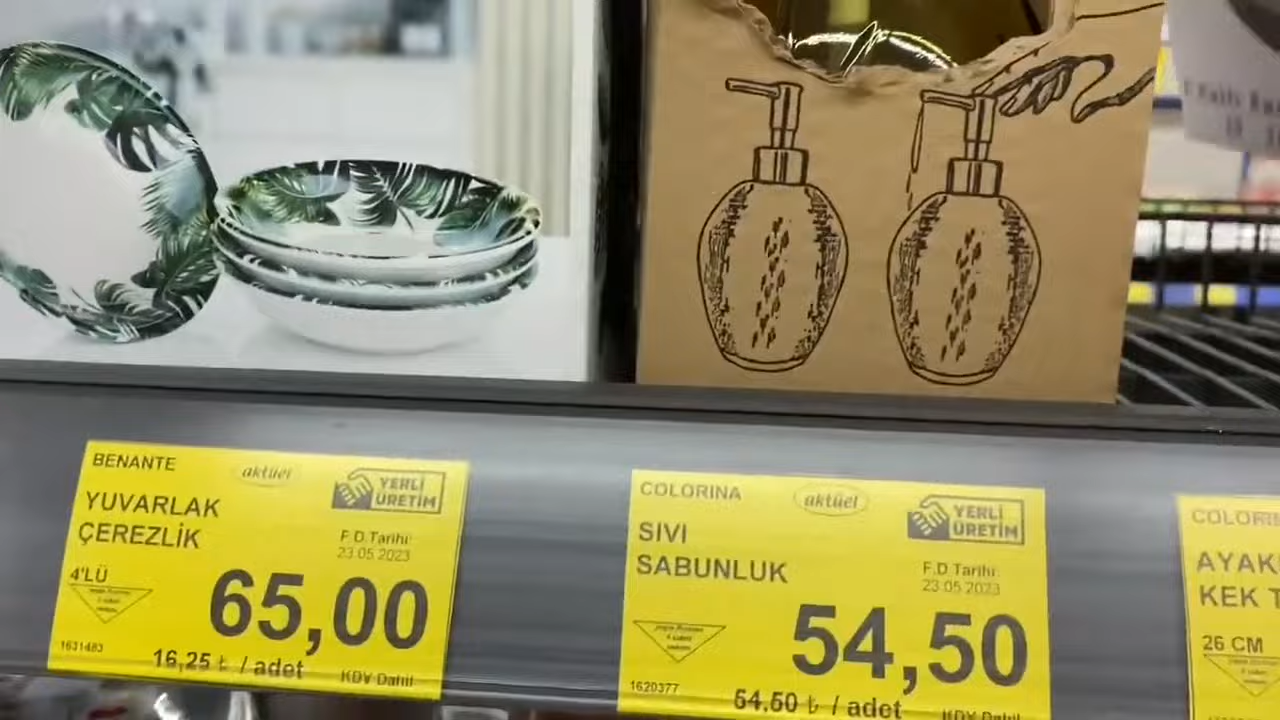 BENANTE
aktüel
YERLİ
ÜRETİM
YUVARLAK
ÇEREZLİK
F.D.Tarihi:
23.05.2023
4'LÜ
65,00
1631483
16,25 ₺ / adet
KDV Dahil
COLORINA
aktüel
YERLİ
ÜRETİM
SIVI
SABUNLUK
F.D.Tarihi:
23.05.2023
54,50
1620377
54.50 ₺ / adet
KDV Dahil
KEK
26 CM